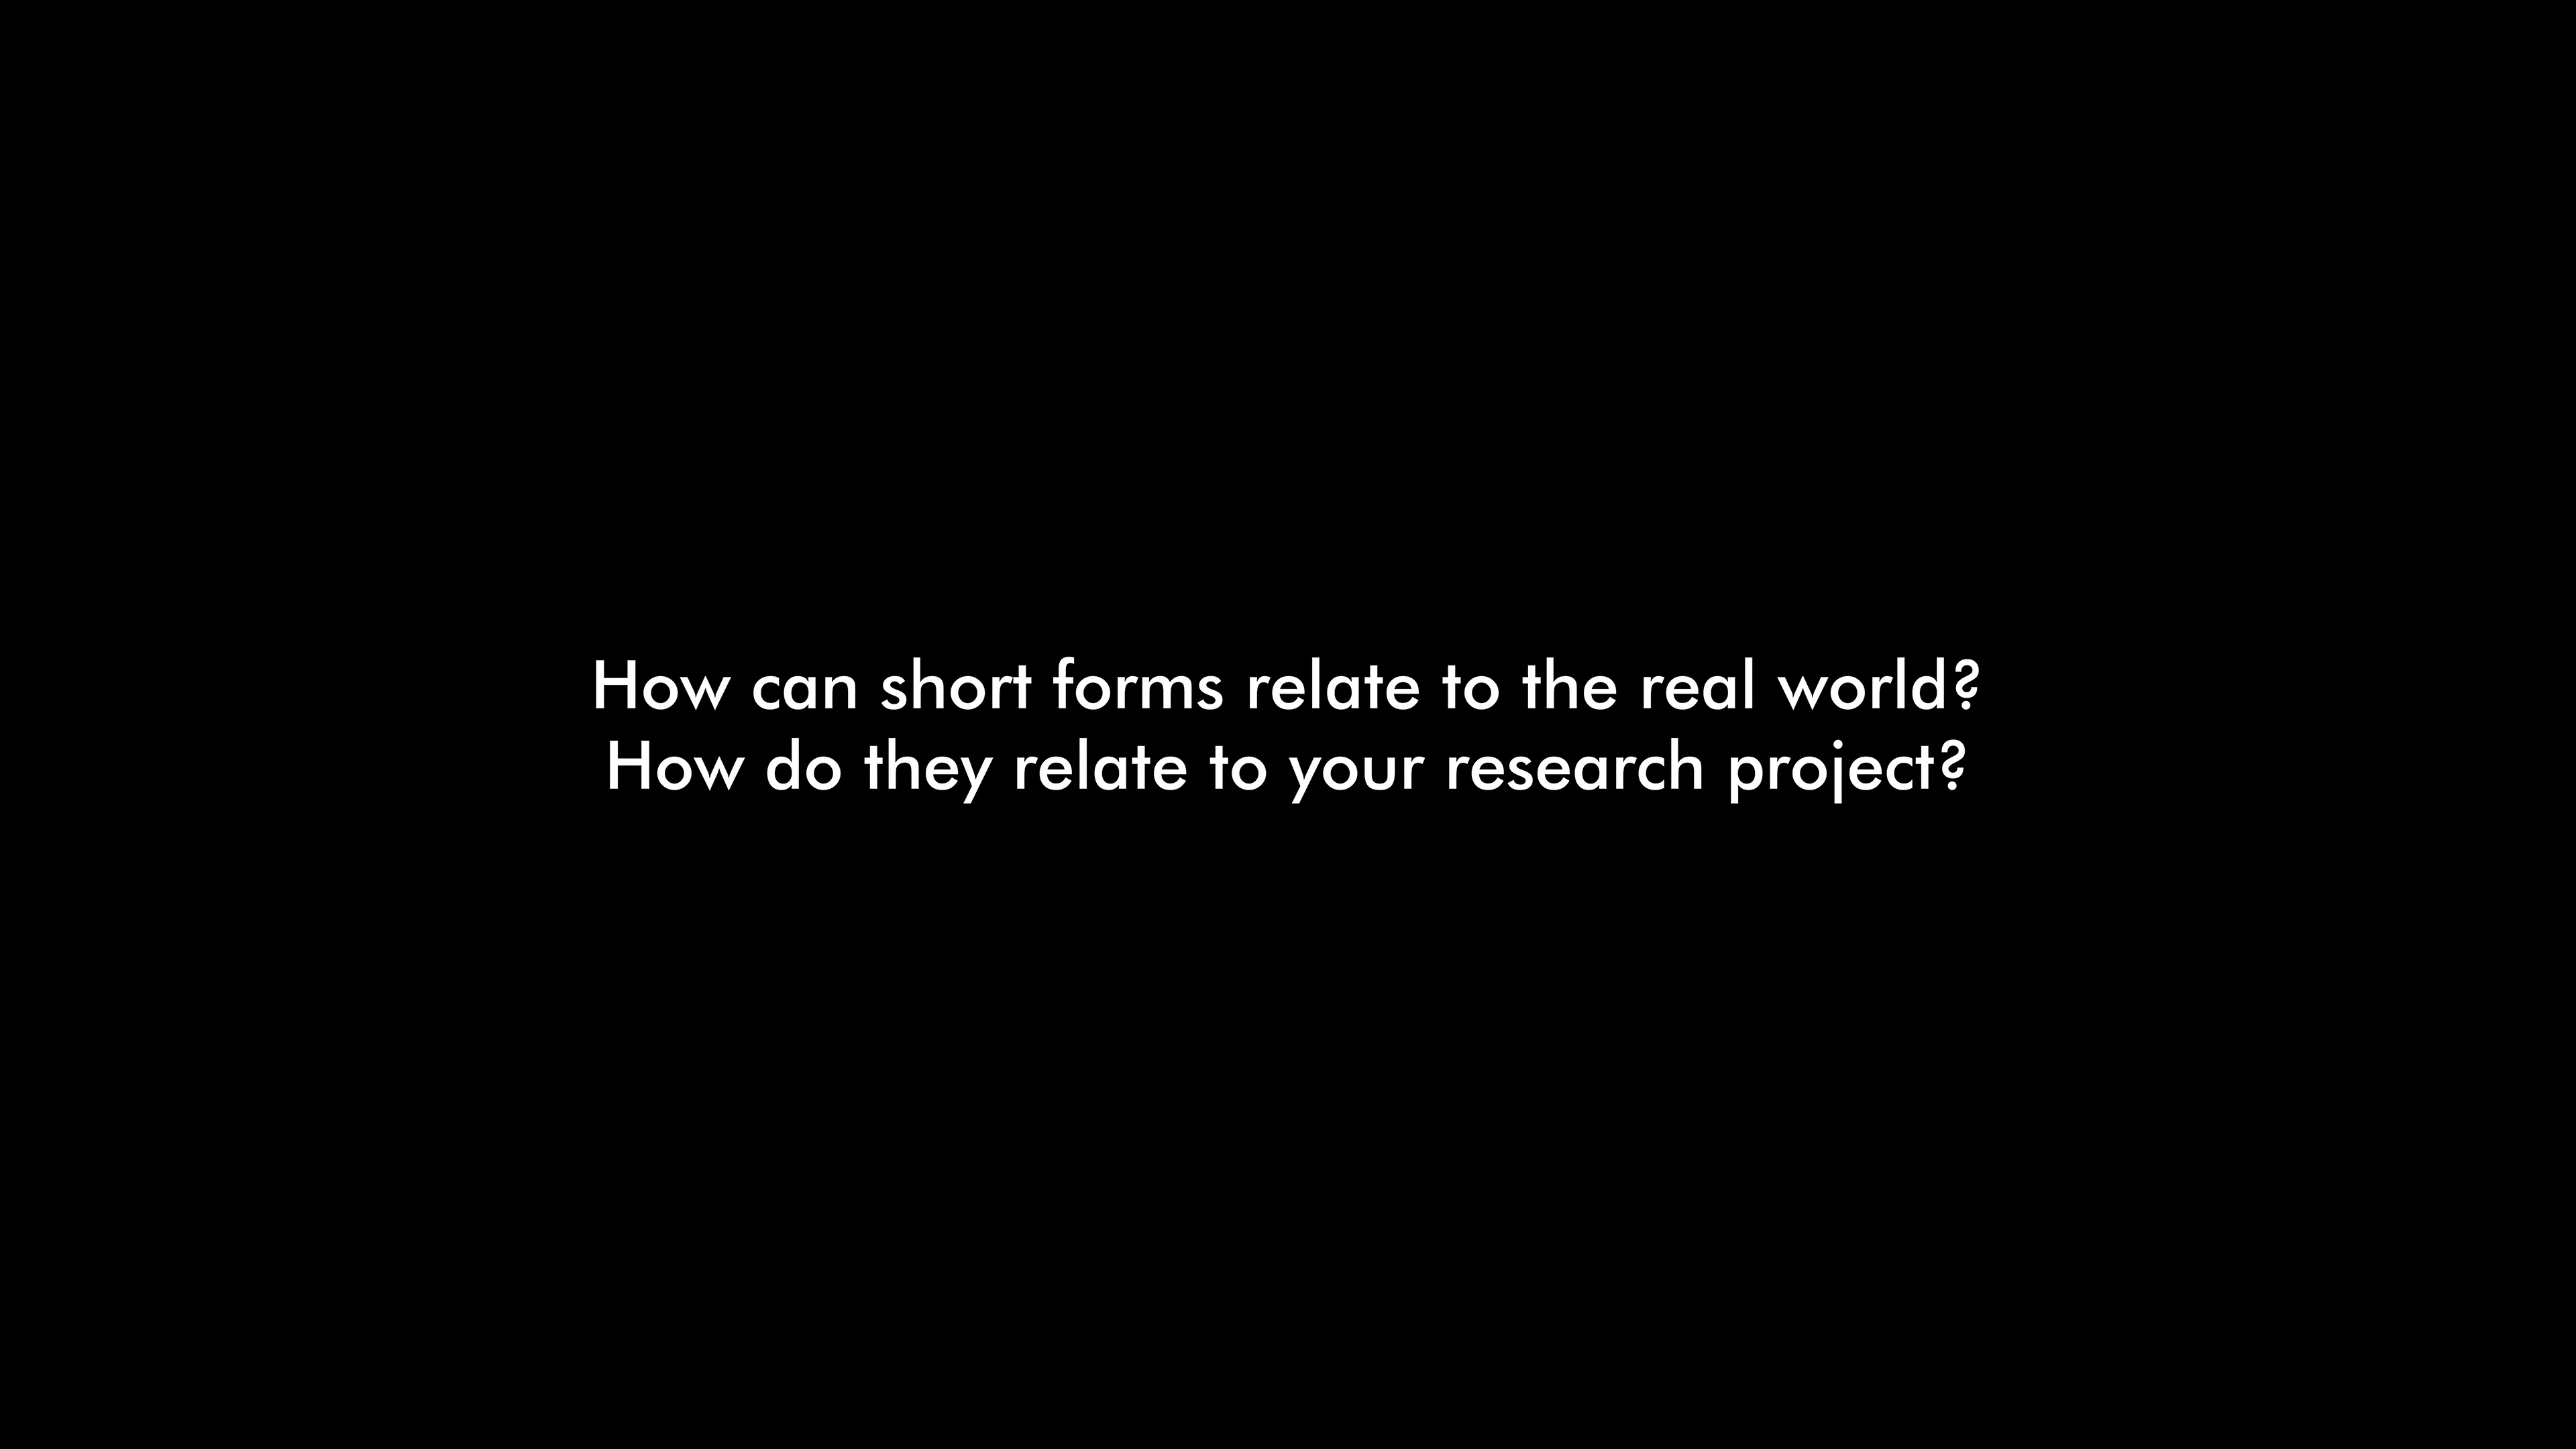 How can short forms relate to the real world?
How do they relate to your research project?